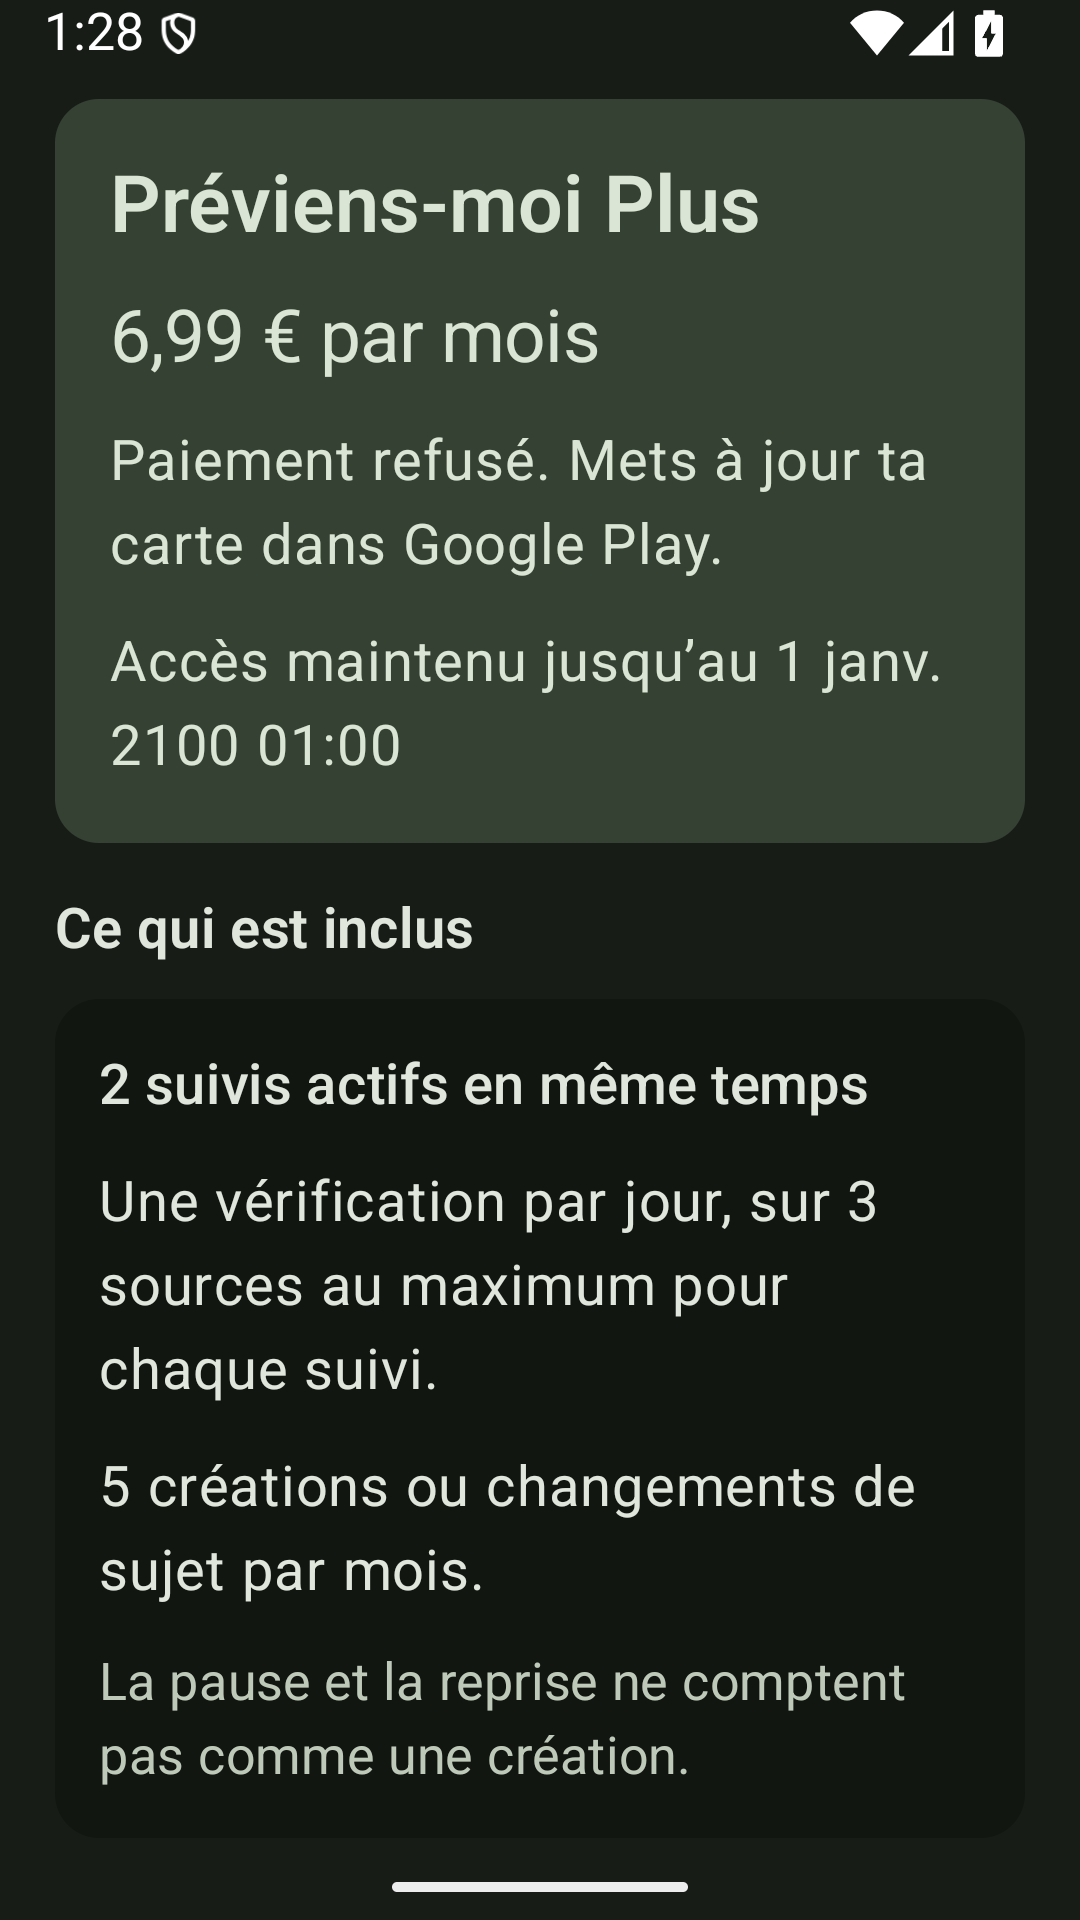 1:28
Préviens-moi Plus
6,99 € par mois
Paiement refusé. Mets à jour ta
carte dans Google Play.
Accès maintenu jusqu’au 1 janv.
2100 01:00
Ce qui est inclus
2 suivis actifs en même temps
Une vérification par jour, sur 3
sources au maximum pour
chaque suivi.
5 créations ou changements de
sujet par mois.
La pause et la reprise ne comptent
pas comme une création.